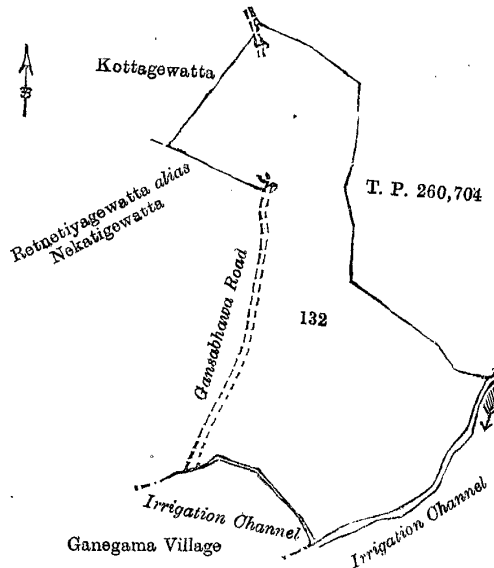 Kottagewatta
T. P. 260,704
Retnetiyagewatta alias
Nekatigewatta
Gansabhawa Road
132
Irrigation Channel
Irrigation Channel
Ganegama Village